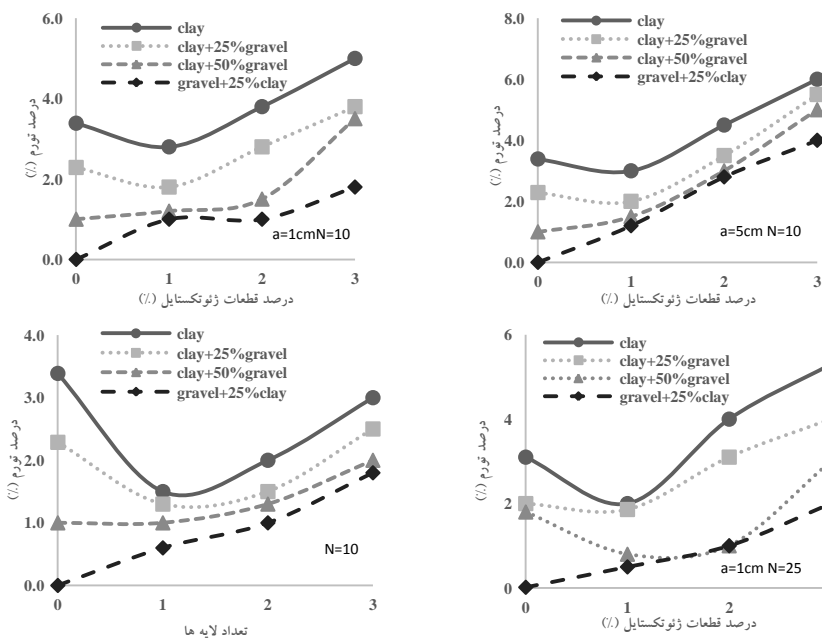 6.0
4.0
2.0
0.0
درصد تورم (%)
clay
clay+25%gravel
clay+50%gravel
gravel+25%clay
a=1cmN=10
0 1 2 3
درصد قطعات ژئوتکستایل (%)
8.0
6.0
4.0
2.0
0.0
درصد تورم (%)
clay
clay+25%gravel
clay+50%gravel
gravel+25%clay
a=5cm N=10
0 1 2 3
درصد قطعات ژئوتکستایل (%)
4.0
3.0
2.0
1.0
0.0
درصد تورم (%)
clay
clay+25%gravel
clay+50%gravel
gravel+25%clay
N=10
0 1 2 3
تعداد لایه ها
6
4
2
0
درصد تورم (%)
clay
clay+25%gravel
clay+50%gravel
gravel+25%clay
a=1cm N=25
0 1 2
درصد قطعات ژئوتکستایل (%)